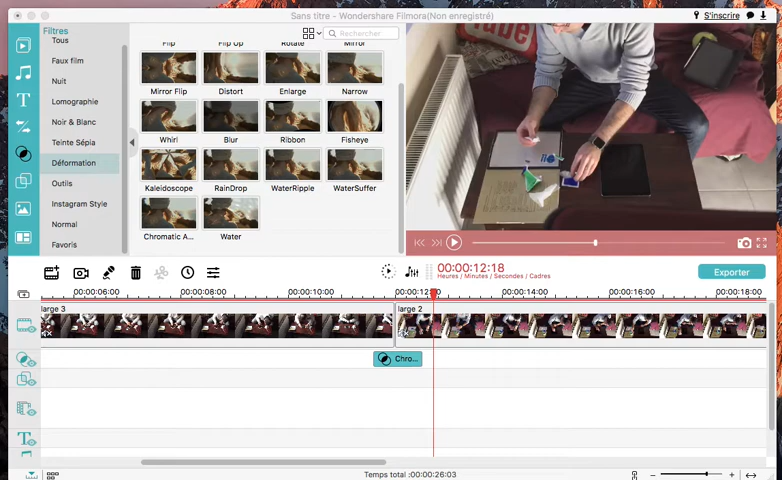 Sans titre - Wondershare Filmora(Non enregistré)
S'inscrire
Filtres
Rechercher
Tous
Faux film
Nuit
Lomographie
Noir & Blanc
Teinte Sépia
Déformation
Outils
Instagram Style
Normal
Favoris
Flip
Flip Up
Rotate
Mirror
Mirror Flip
Distort
Enlarge
Narrow
Whirl
Blur
Ribbon
Fisheye
Kaleidoscope
RainDrop
WaterRipple
WaterSuffer
Chromatic A...
Water
00:00:12:18
Heures / Minutes / Secondes / Cadres
Exporter
00:00:06:00
00:00:08:00
00:00:10:00
00:00:14:00
00:00:16:00
00:00:18:00
large 3
large 2
Chro...
Temps total :00:00:26:03